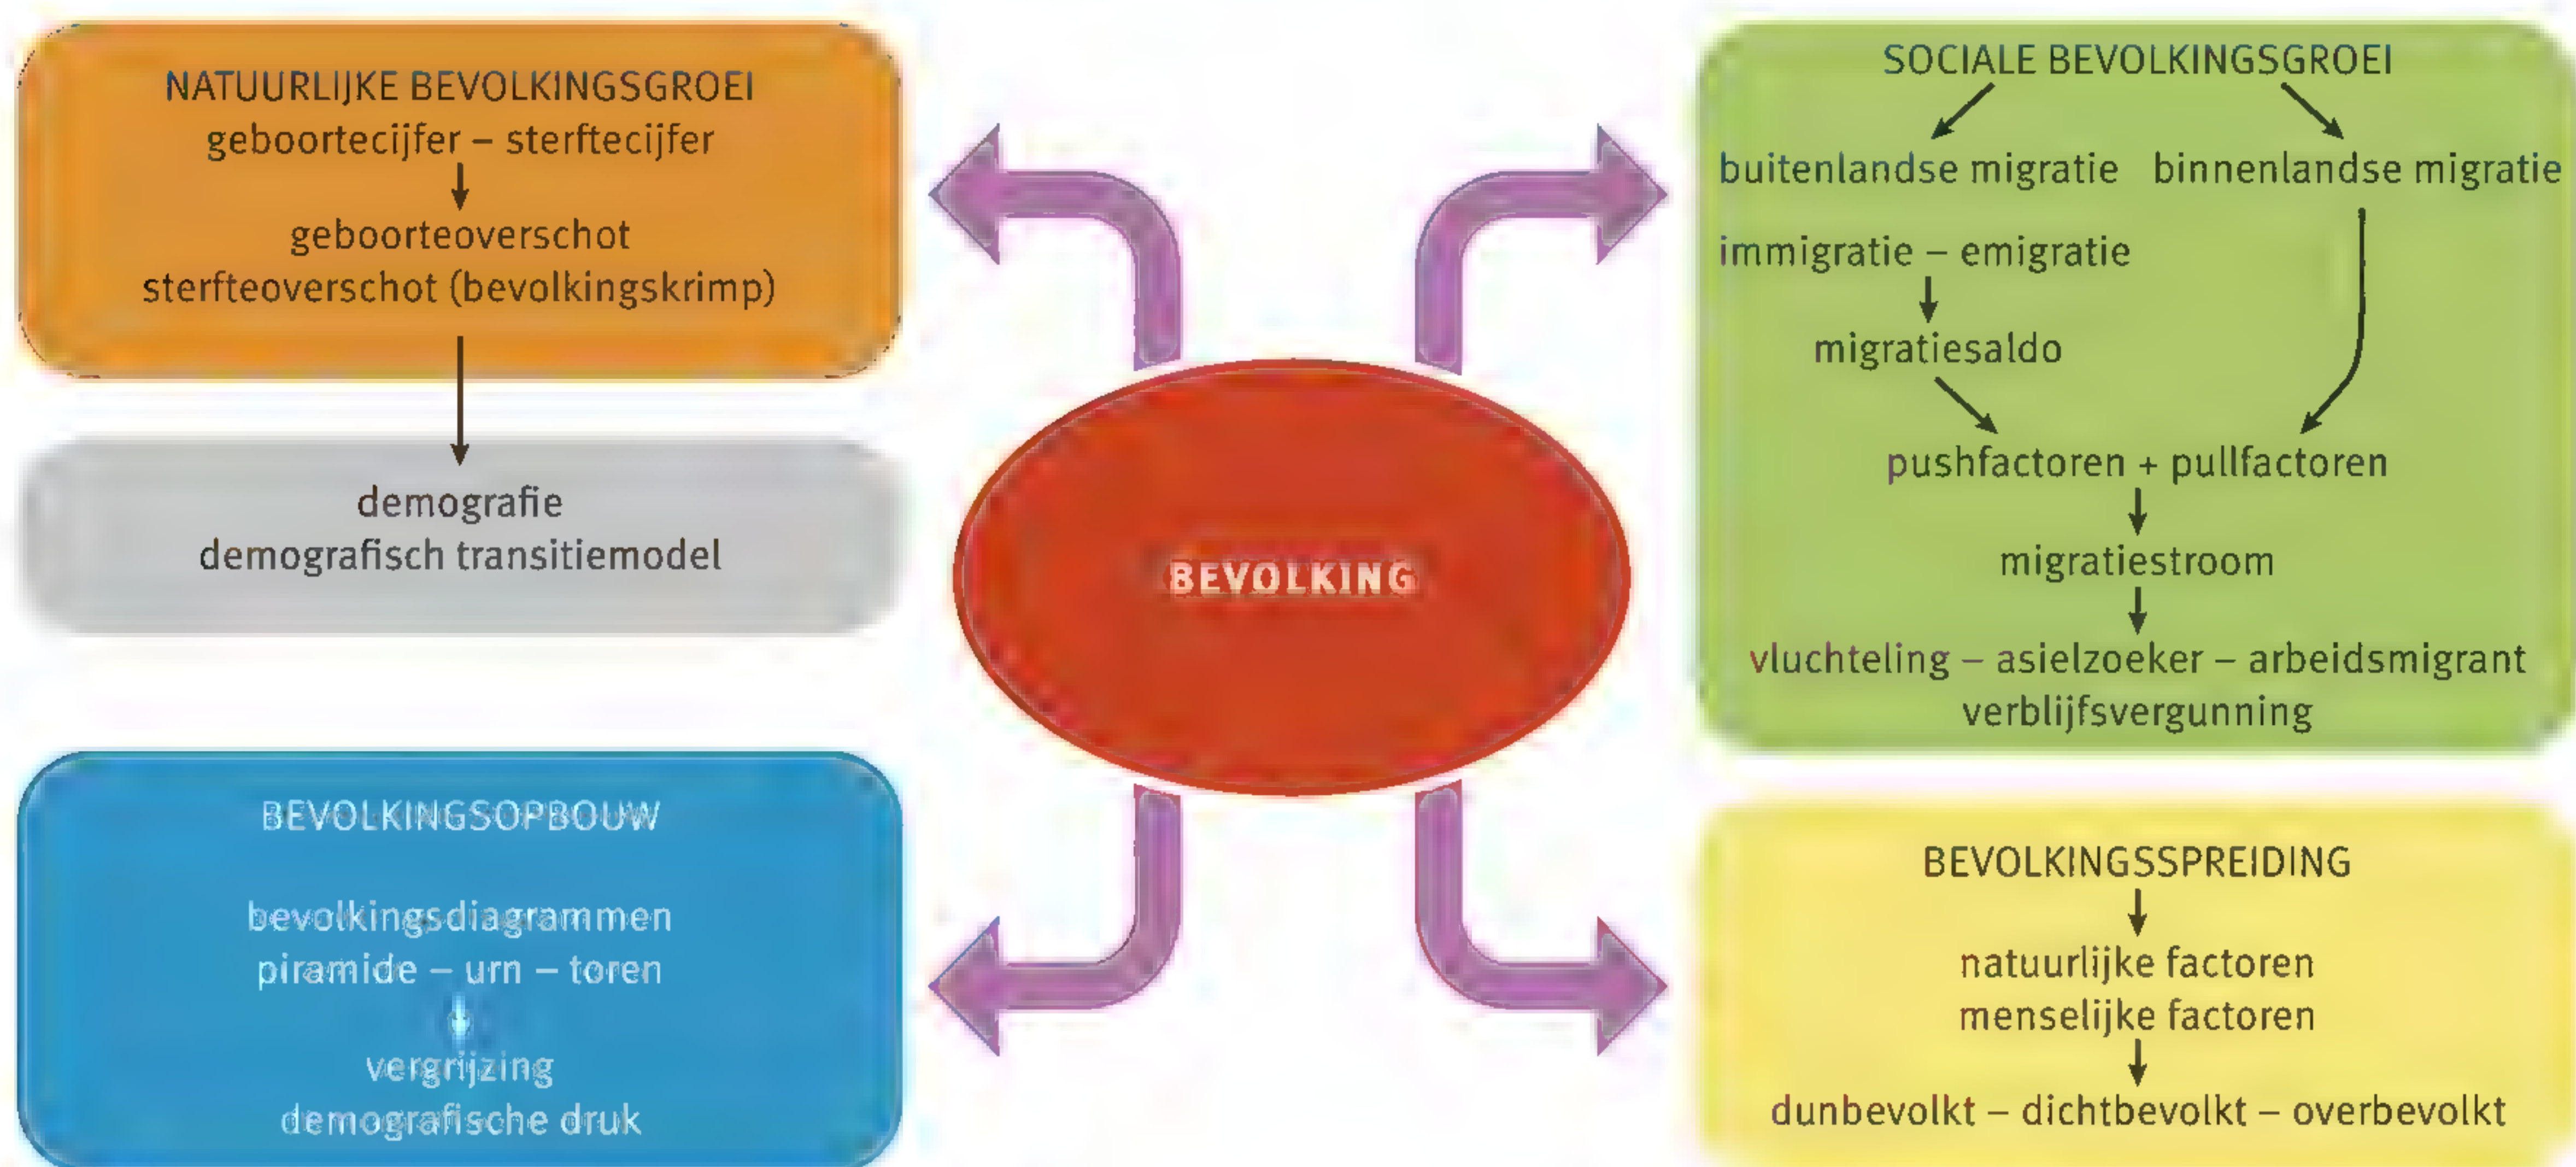 NATUURLIJKE BEVOLKINGSGROEI
geboortecijfer – sterftecijfer
geboorteoverschot
sterfteoverschot (bevolkingskrimp)
demografie
demografisch transitiemodel
BEVOLKINGSOPBOUW
bevolkingsdiagrammen
piramide – urn – toren
vergrijzing
demografische druk
BEVOLKING
SOCIALE BEVOLKINGSGROEI
buitenlandse migratie binnenlandse migratie
immigratie – emigratie
migratiesaldo
pushfactoren + pullfactoren
migratiestroom
vluchteling – asielzoeker – arbeidsmigrant
verblijfsvergunning
BEVOLKINGSSPREIDING
natuurlijke factoren
menselijke factoren
dunbevolkt – dichtbevolkt – overbevolkt